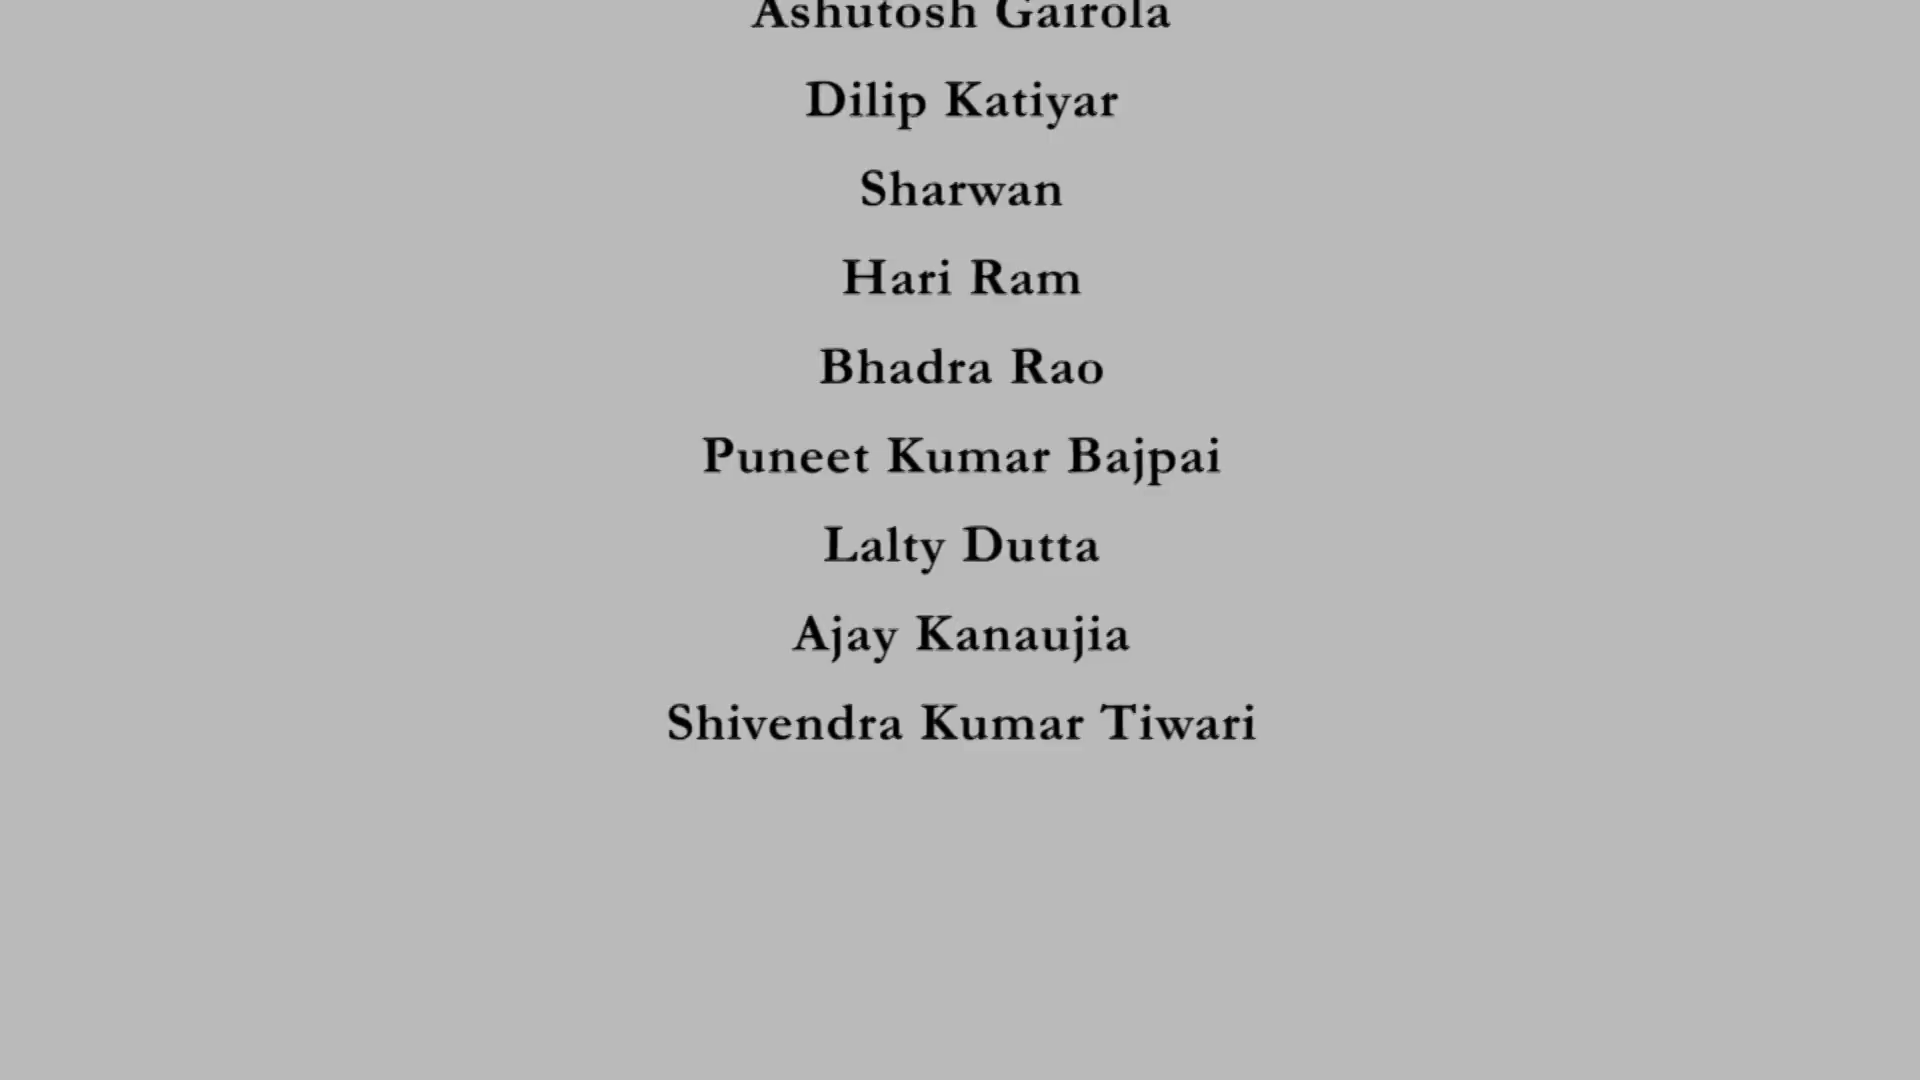 Ashutosh Gairola
Dilip Katiyar
Sharwan
Hari Ram
Bhadra Rao
Puneet Kumar Bajpai
Lalty Dutta
Ajay Kanaujia
Shivendra Kumar Tiwari